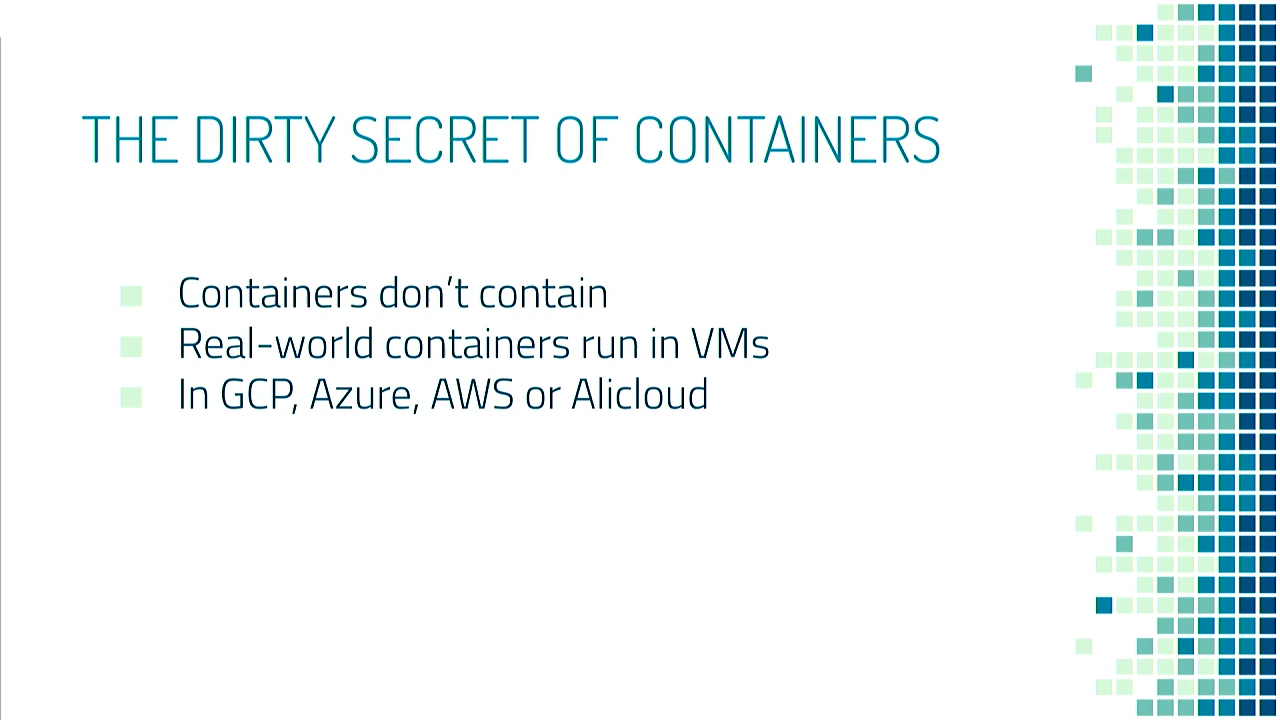 THE DIRTY SECRET OF CONTAINERS
Containers don’t contain
Real-world containers run in VMs
In GCP, Azure, AWS or Alicloud